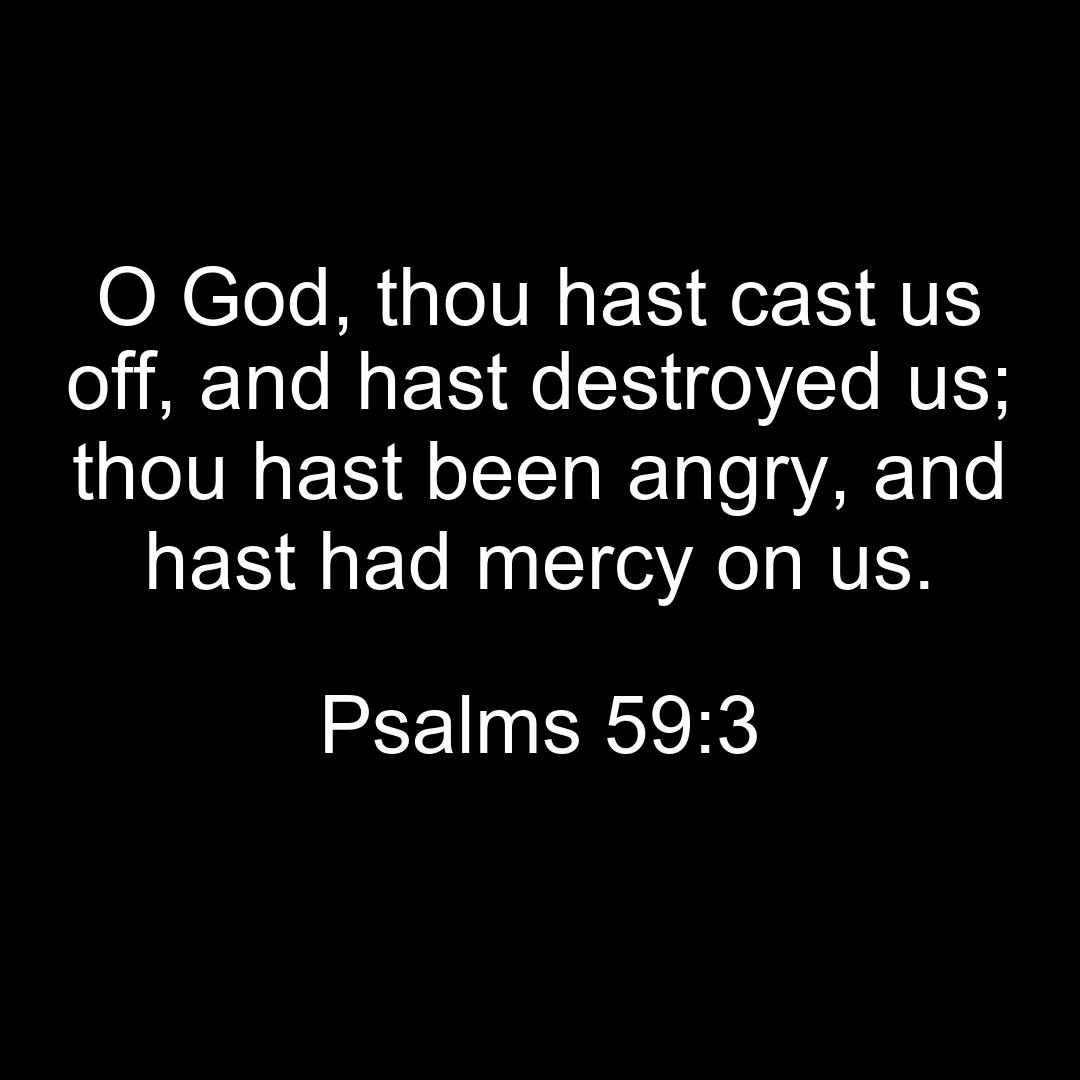 O God, thou hast cast us
off, and hast destroyed us;
thou hast been angry, and
hast had mercy on us.
Psalms 59:3